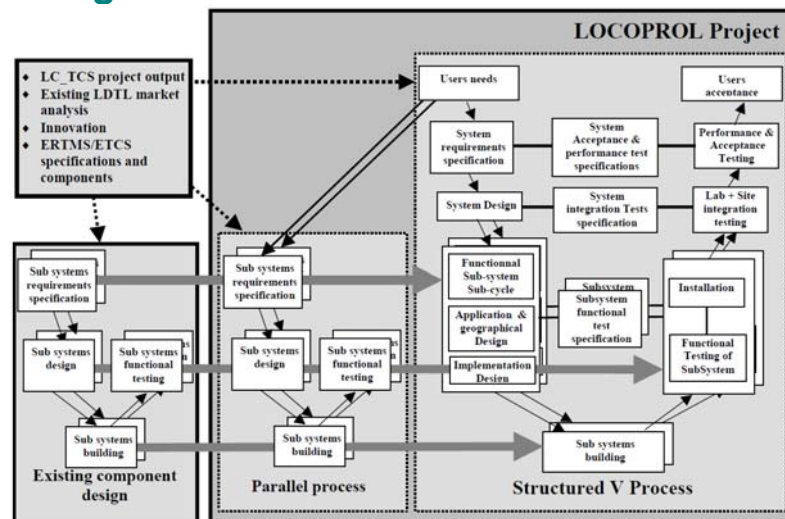 LOCOPROL Project
◆ LC_TCS project output
◆ Existing LDTL market
analysis
◆ Innovation
◆ ERTMS/ETCS
specifications and
components
Users needs
Users
acceptance
System
requirements
specification
System
Acceptance &
performance test
specifications
Performance &
Acceptance
Testing
System Design
System
integration Tests
specification
Lab + Site
integration
testing
Sub systems
requirements
specification
Sub systems
design
Sub systems
functional
testing
Sub systems
building
Existing component
design
Sub systems
requirements
specification
Sub systems
design
Sub systems
functional
testing
Sub systems
building
Parallel process
Functionnal
Sub-system
Sub-cycle
Application &
geographical
Design
Implementation
Design
Subsystem
Subsystem
functional
test
specification
Installation
Functional
Testing of
SubSystem
Sub systems
building
Structured V Process